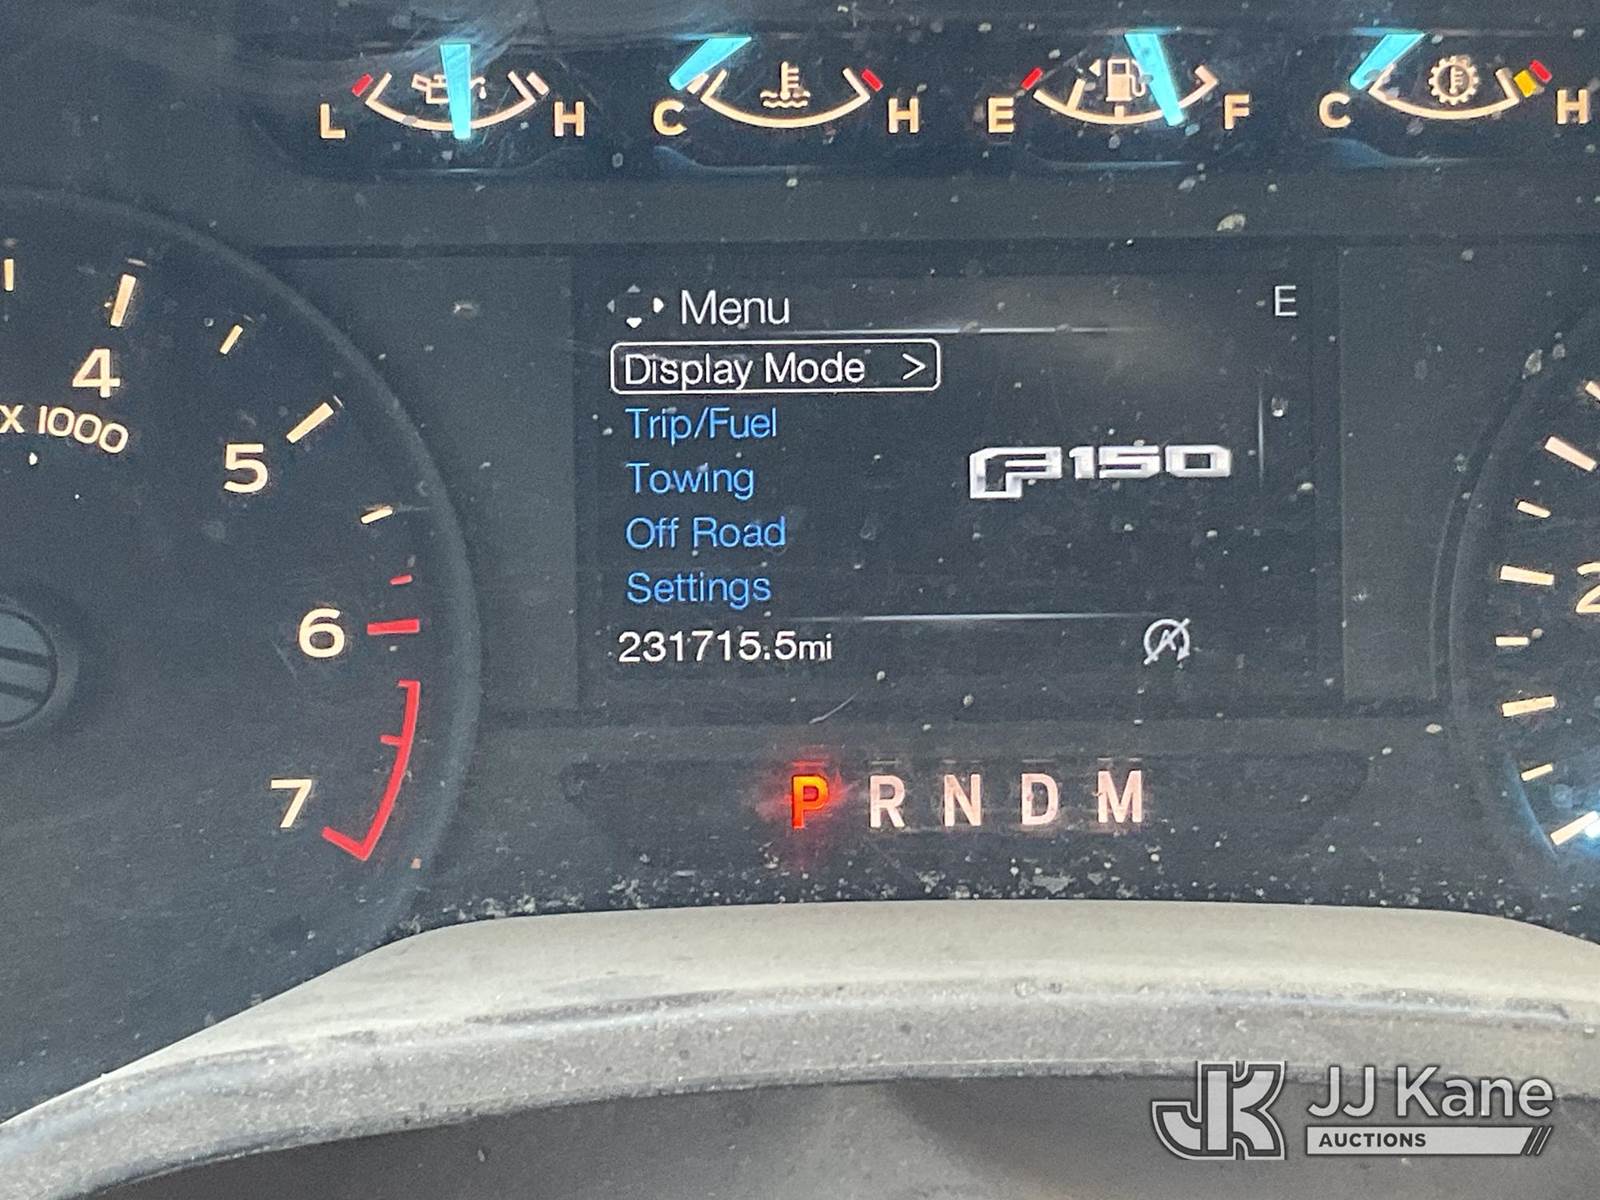 L H C H E F C H
Menu E
Display Mode >
Trip/Fuel
Towing
Off Road
Settings
F150
231715.5mi
4
X 1000
5
6
7
2
P R N D M
JK JJ Kane
AUCTIONS